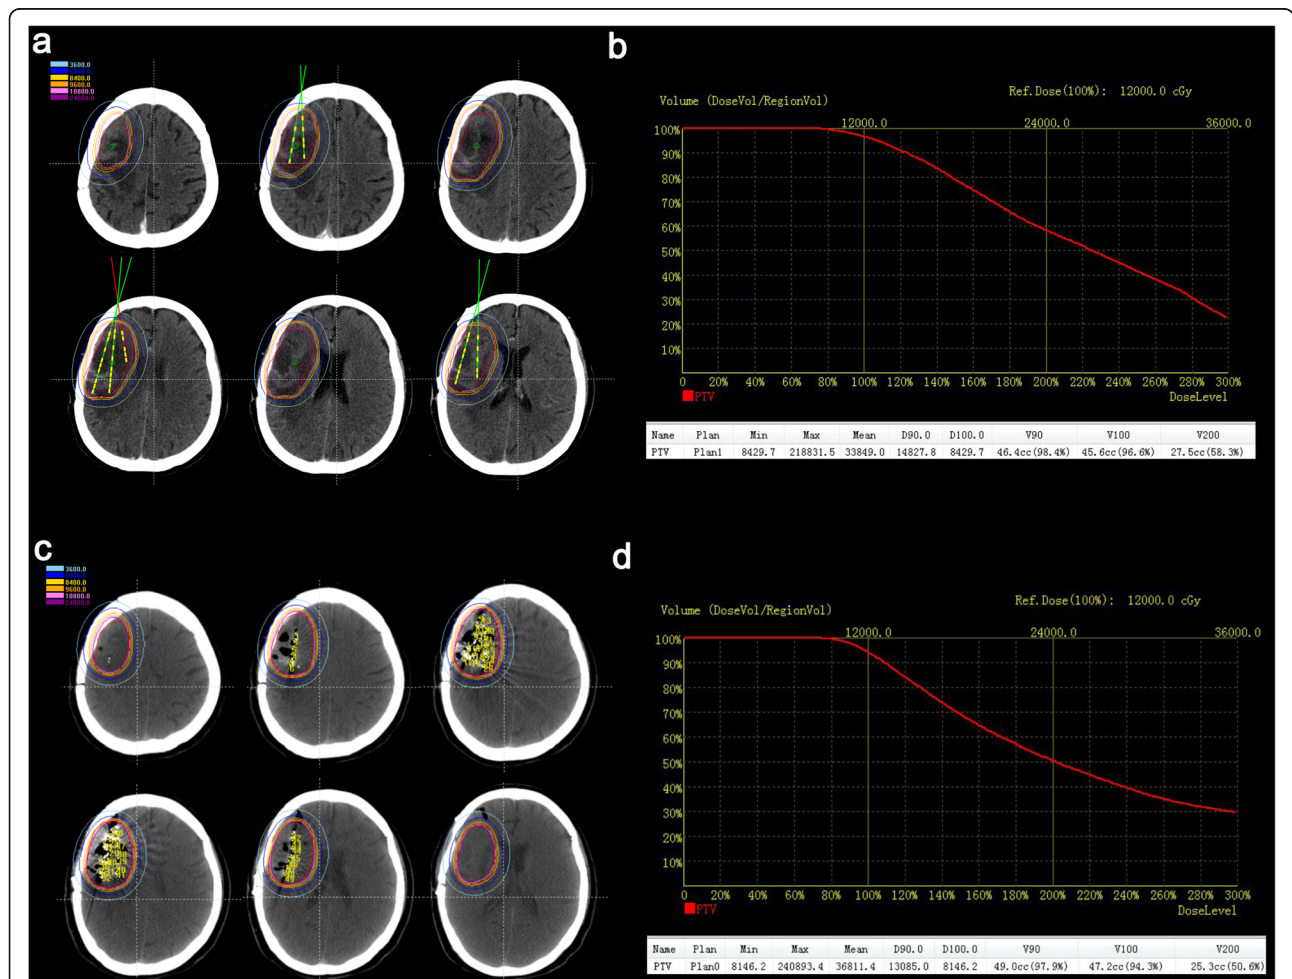 a
3600.0
8400.0
9600.0
10800.0
24000.0
b
Ref.Dose(100%): 12000.0 cGy
Volume (DoseVol/RegionVol)
12000.0 24000.0 36000.0
100%
90%
80%
70%
60%
50%
40%
30%
20%
10%
0 20% 40% 60% 80% 100% 120% 140% 160% 180% 200% 220% 240% 260% 280% 300%
PTV DoseLevel
Name Plan Min Max Mean D90.0 D100.0 V90 V100 V200
PTV Plan1 8429.7 218831.5 33849.0 14827.8 8429.7 46.4cc(98.4%) 45.6cc(96.6%) 27.5cc(58.3%)
c
3600.0
8400.0
9600.0
10800.0
24000.0
d
Ref.Dose(100%): 12000.0 cGy
Volume (DoseVol/RegionVol)
12000.0 24000.0 36000.0
100%
90%
80%
70%
60%
50%
40%
30%
20%
10%
0 20% 40% 60% 80% 100% 120% 140% 160% 180% 200% 220% 240% 260% 280% 300%
PTV DoseLevel
Name Plan Min Max Mean D90.0 D100.0 V90 V100 V200
PTV Plan0 8146.2 240893.4 36811.4 13085.0 8146.2 49.0cc(97.9%) 47.2cc(94.3%) 25.3cc(50.6%)